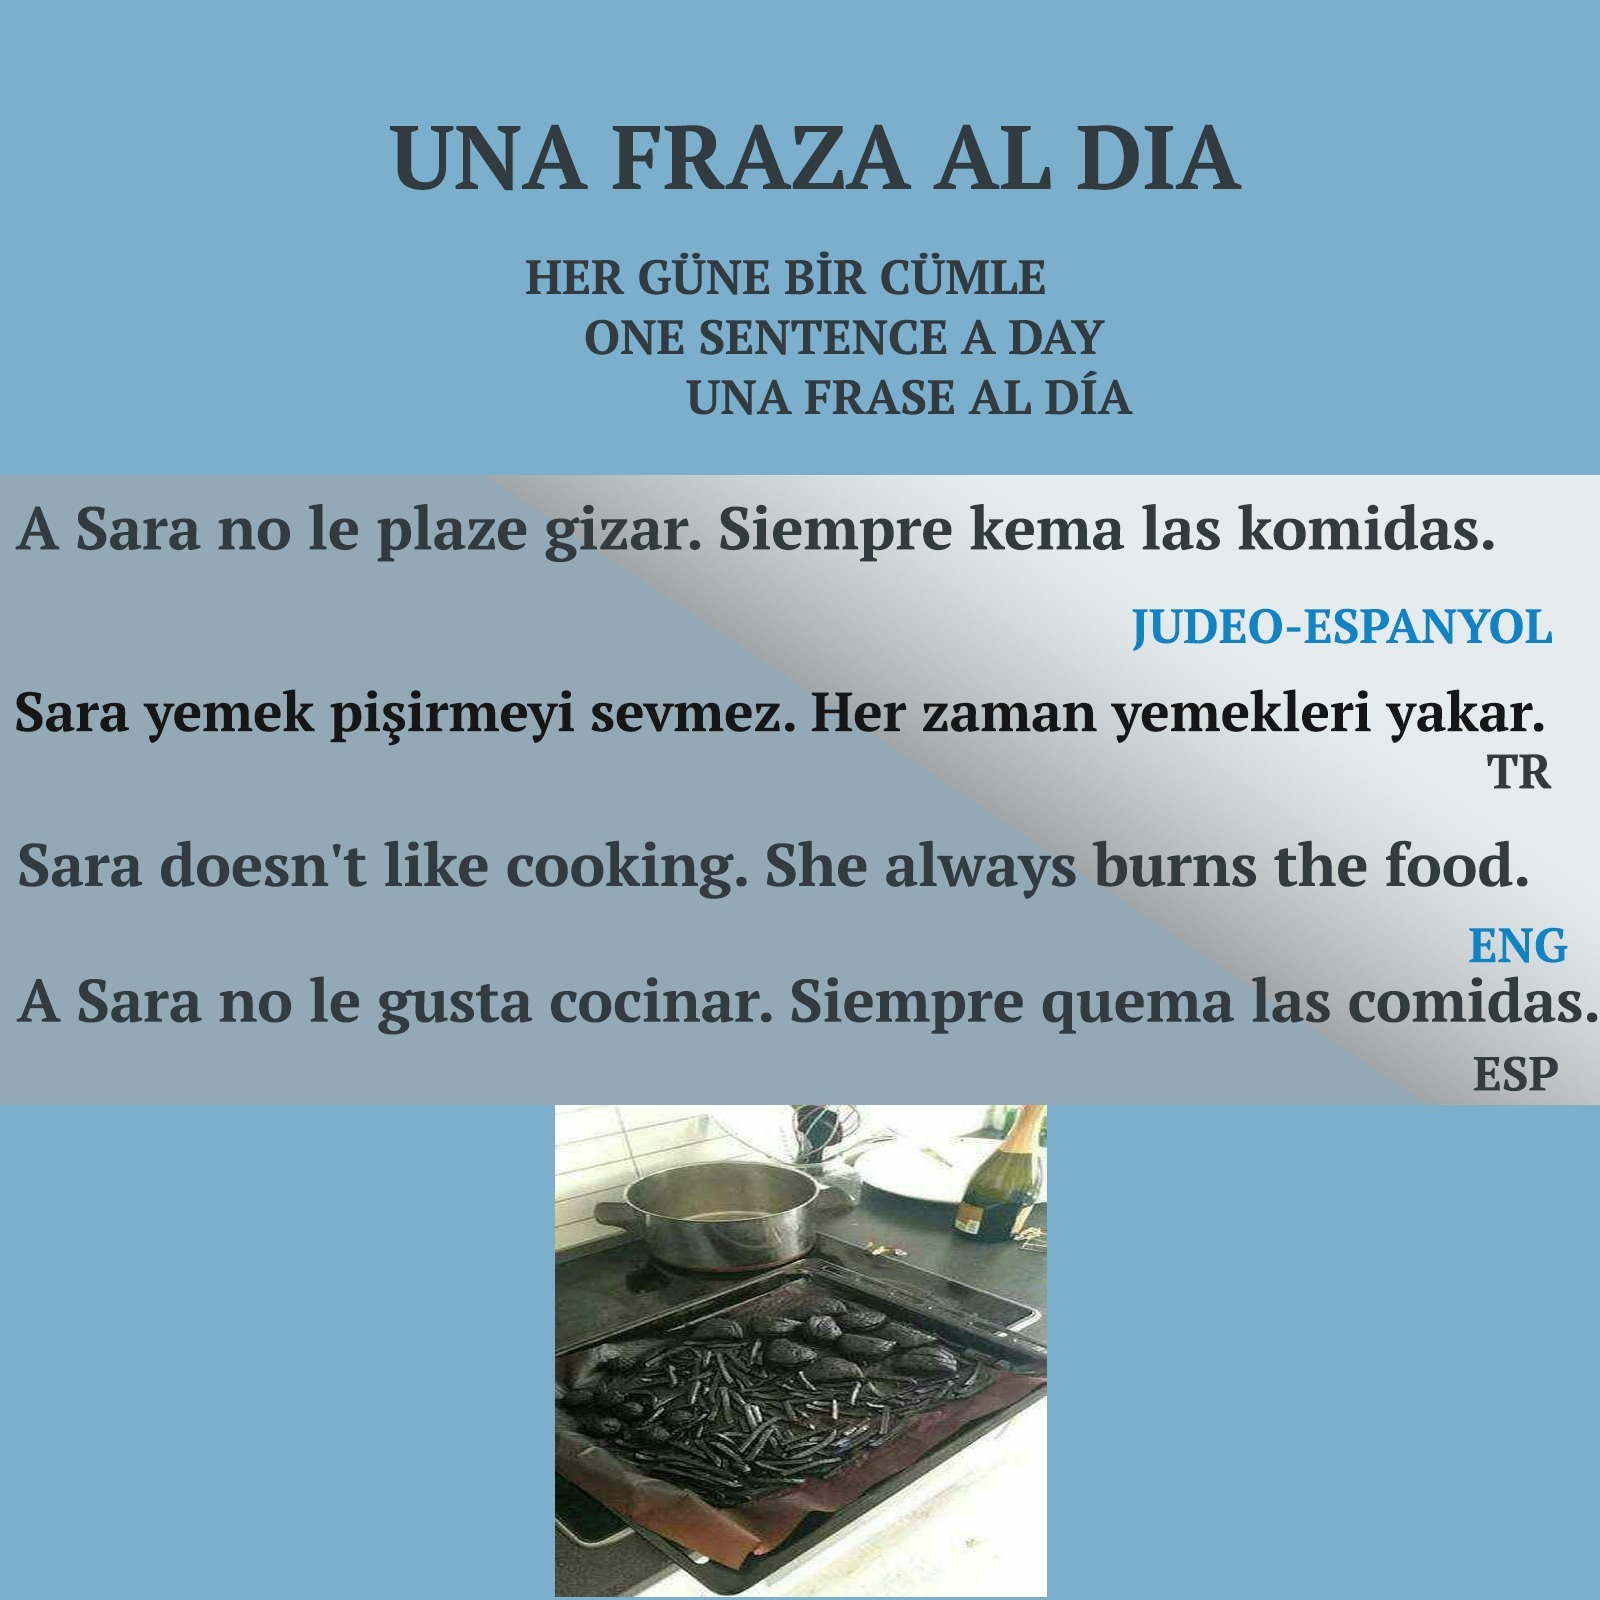 UNA FRAZA AL DIA
HER GÜNE BİR CÜMLE
ONE SENTENCE A DAY
UNA FRASE AL DÍA
A Sara no le plaze gizar. Siempre kema las komidas.
JUDEO-ESPANYOL
Sara yemek pişirmeyi sevmez. Her zaman yemekleri yakar.
TR
Sara doesn't like cooking. She always burns the food.
ENG
A Sara no le gusta cocinar. Siempre quema las comidas.
ESP